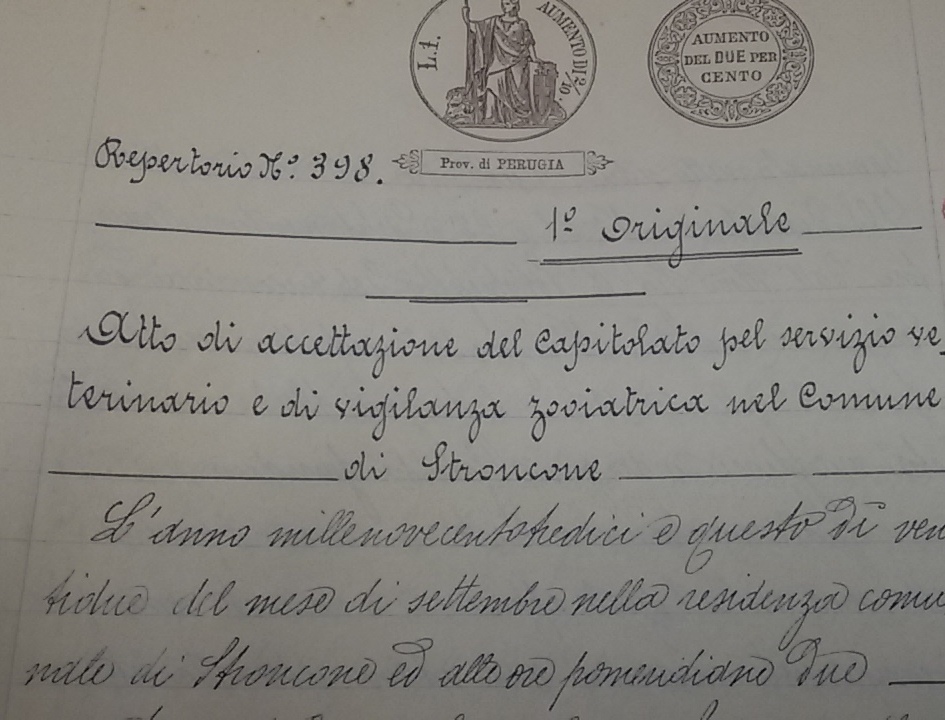 L.1. AUMENTO DI 2/10.
AUMENTO
DEL DUE PER
CENTO
Prov. di PERUGIA
Repertorio N.º 398.
1º Originale
Atto di accettazione del Capitolato pel servizio ve
terinario e di vigilanza zooiatrica nel Comune
di Stroncone
L'anno millenovecentotredici e questo dì ven
tidue del mese di settembre nella residenza comu
nale di Stroncone ed alle ore pomeridiane due